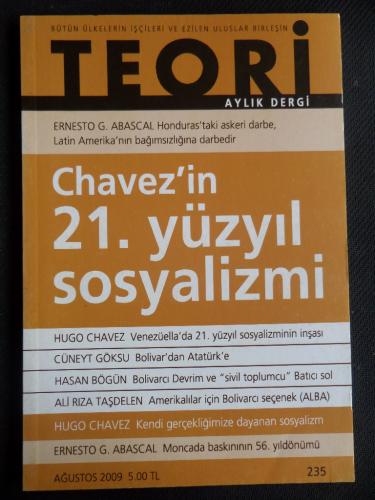 BÜTÜN ÜLKELERİN İŞÇİLERİ VE EZİLEN ULUSLAR BİRLEŞİN
TEORİ
AYLIK DERGİ
ERNESTO G. ABASCAL Honduras'taki askeri darbe,
Latin Amerika'nın bağımsızlığına darbedir
Chavez'in
21. yüzyıl
sosyalizmi
HUGO CHAVEZ Venezüella'da 21. yüzyıl sosyalizminin inşası
CÜNEYT GÖKSU Bolivar'dan Atatürk'e
HASAN BÖGÜN Bolivarcı Devrim ve "sivil toplumcu" Batıcı sol
ALİ RIZA TAŞDELEN Amerikalılar için Bolivarcı seçenek (ALBA)
HUGO CHAVEZ Kendi gerçekliğimize dayanan sosyalizm
ERNESTO G. ABASCAL Moncada baskınının 56. yıldönümü
AĞUSTOS 2009 5.00 TL 235